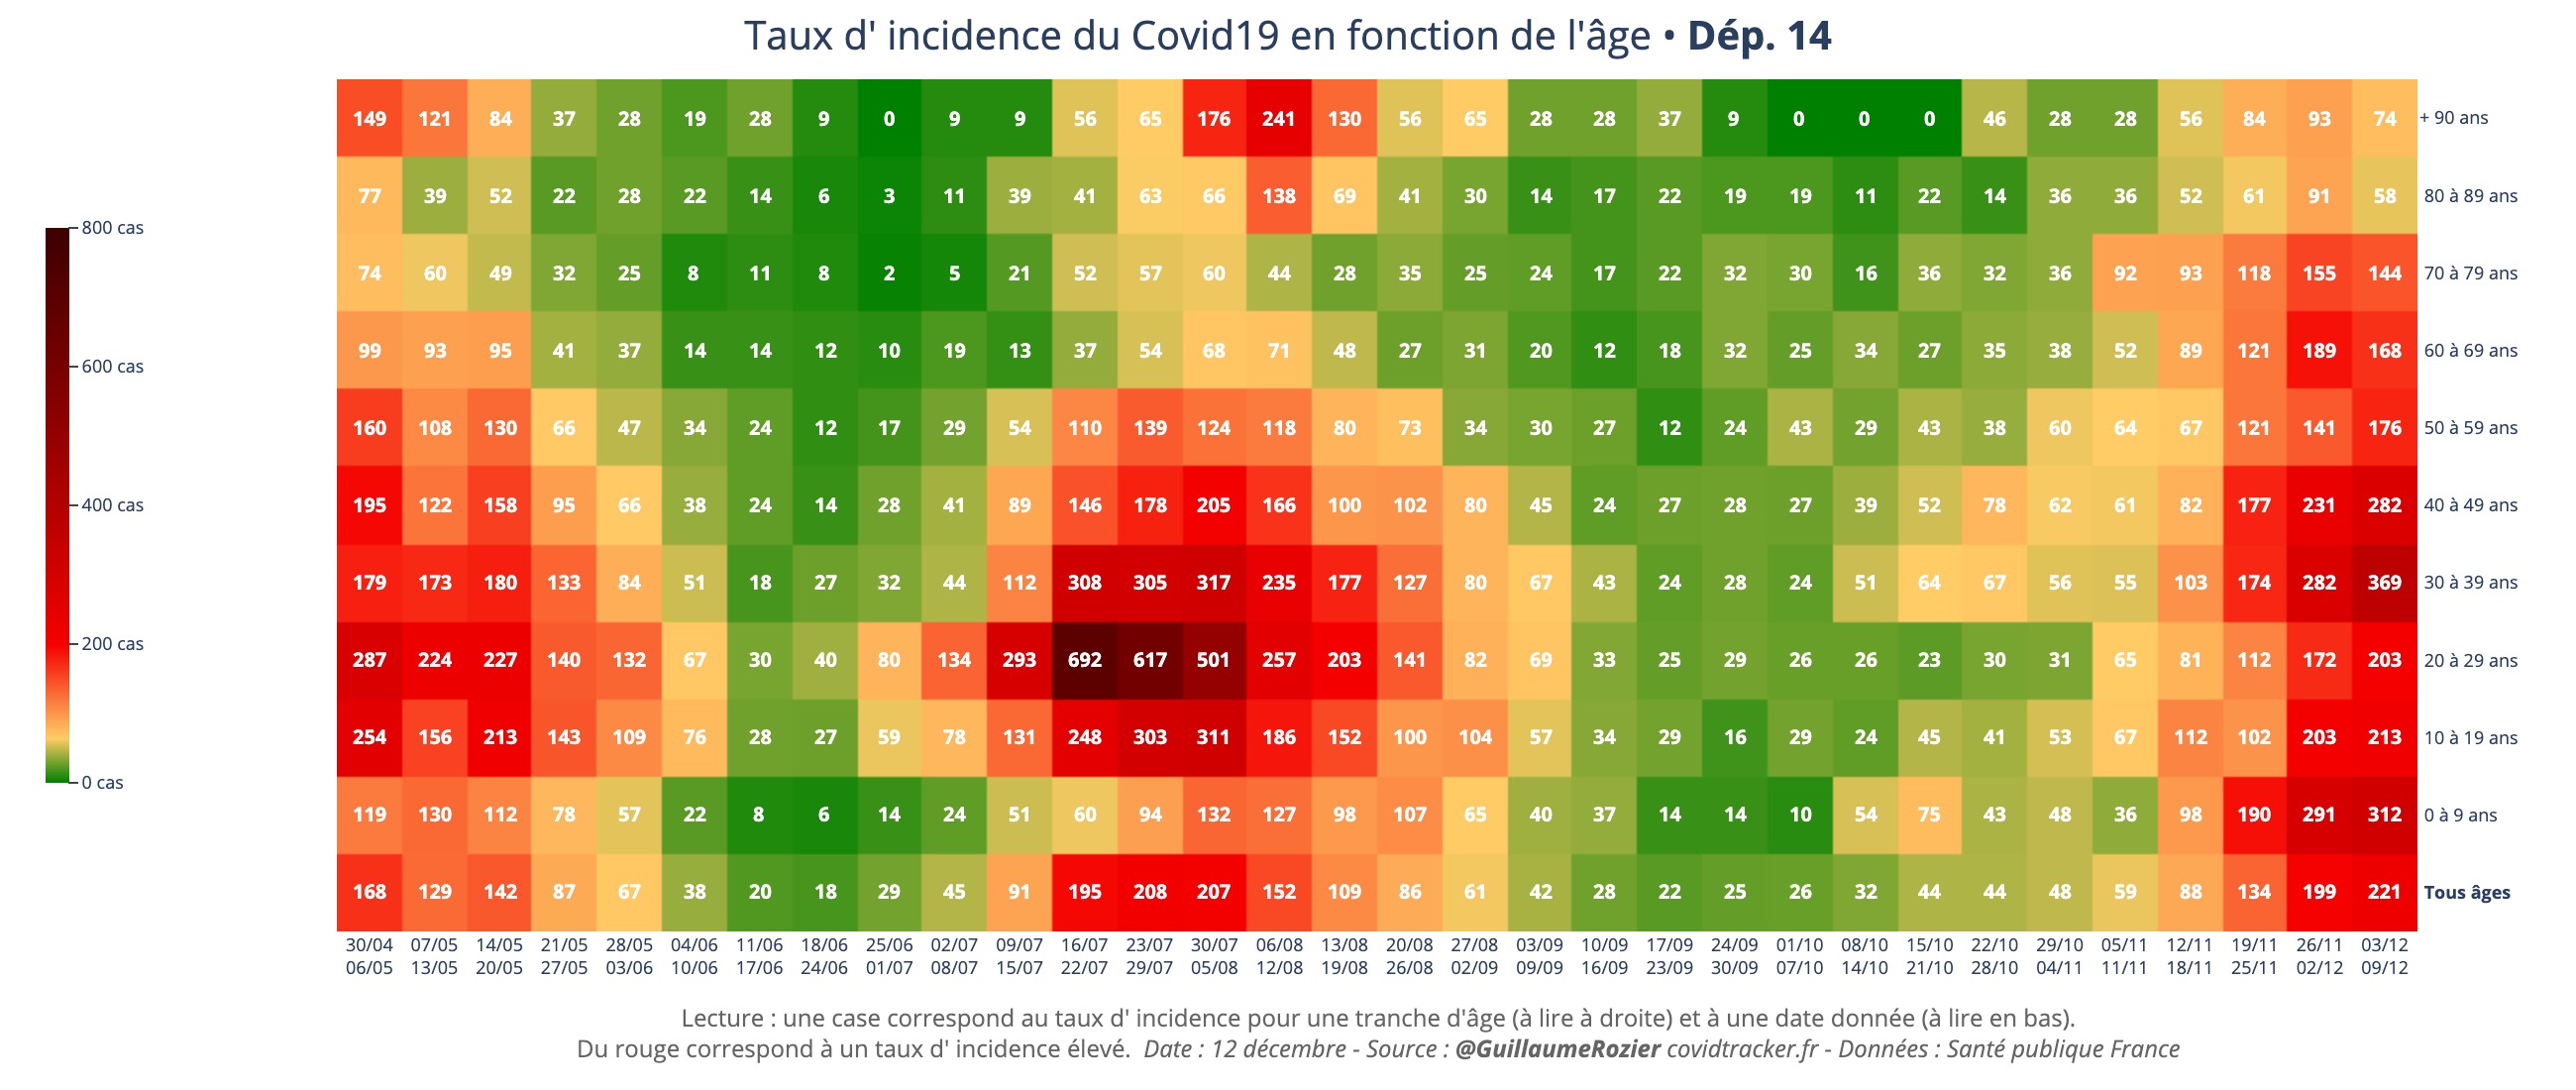 Taux d' incidence du Covid19 en fonction de l'âge • Dép. 14
149 121 84 37 28 19 28 9 0 9 9 56 65 176 241 130 56 65 28 28 37 9 0 0 0 46 28 28 56 84 93 74 + 90 ans
77 39 52 22 28 22 14 6 3 11 39 41 63 66 138 69 41 30 14 17 22 19 19 11 22 14 36 36 52 61 91 58 80 à 89 ans
800 cas
74 60 49 32 25 8 11 8 2 5 21 52 57 60 44 28 35 25 24 17 22 32 30 16 36 32 36 92 93 118 155 144 70 à 79 ans
99 93 95 41 37 14 14 12 10 19 13 37 54 68 71 48 27 31 20 12 18 32 25 34 27 35 38 52 89 121 189 168 60 à 69 ans
600 cas
160 108 130 66 47 34 24 12 17 29 54 110 139 124 118 80 73 34 30 27 12 24 43 29 43 38 60 64 67 121 141 176 50 à 59 ans
400 cas
195 122 158 95 66 38 24 14 28 41 89 146 178 205 166 100 102 80 45 24 27 28 27 39 52 78 62 61 82 177 231 282 40 à 49 ans
179 173 180 133 84 51 18 27 32 44 112 308 305 317 235 177 127 80 67 43 24 28 24 51 64 67 56 55 103 174 282 369 30 à 39 ans
200 cas
287 224 227 140 132 67 30 40 80 134 293 692 617 501 257 203 141 82 69 33 25 29 26 26 23 30 31 65 81 112 172 203 20 à 29 ans
254 156 213 143 109 76 28 27 59 78 131 248 303 311 186 152 100 104 57 34 29 16 29 24 45 41 53 67 112 102 203 213 10 à 19 ans
0 cas
119 130 112 78 57 22 8 6 14 24 51 60 94 132 127 98 107 65 40 37 14 14 10 54 75 43 48 36 98 190 291 312 0 à 9 ans
168 129 142 87 67 38 20 18 29 45 91 195 208 207 152 109 86 61 42 28 22 25 26 32 44 44 48 59 88 134 199 221 Tous âges
30/04 07/05 14/05 21/05 28/05 04/06 11/06 18/06 25/06 02/07 09/07 16/07 23/07 30/07 06/08 13/08 20/08 27/08 03/09 10/09 17/09 24/09 01/10 08/10 15/10 22/10 29/10 05/11 12/11 19/11 26/11 03/12
06/05 13/05 20/05 27/05 03/06 10/06 17/06 24/06 01/07 08/07 15/07 22/07 29/07 05/08 12/08 19/08 26/08 02/09 09/09 16/09 23/09 30/09 07/10 14/10 21/10 28/10 04/11 11/11 18/11 25/11 02/12 09/12
Lecture : une case correspond au taux d' incidence pour une tranche d'âge (à lire à droite) et à une date donnée (à lire en bas).
Du rouge correspond à un taux d' incidence élevé. Date : 12 décembre - Source : @GuillaumeRozier covidtracker.fr - Données : Santé publique France